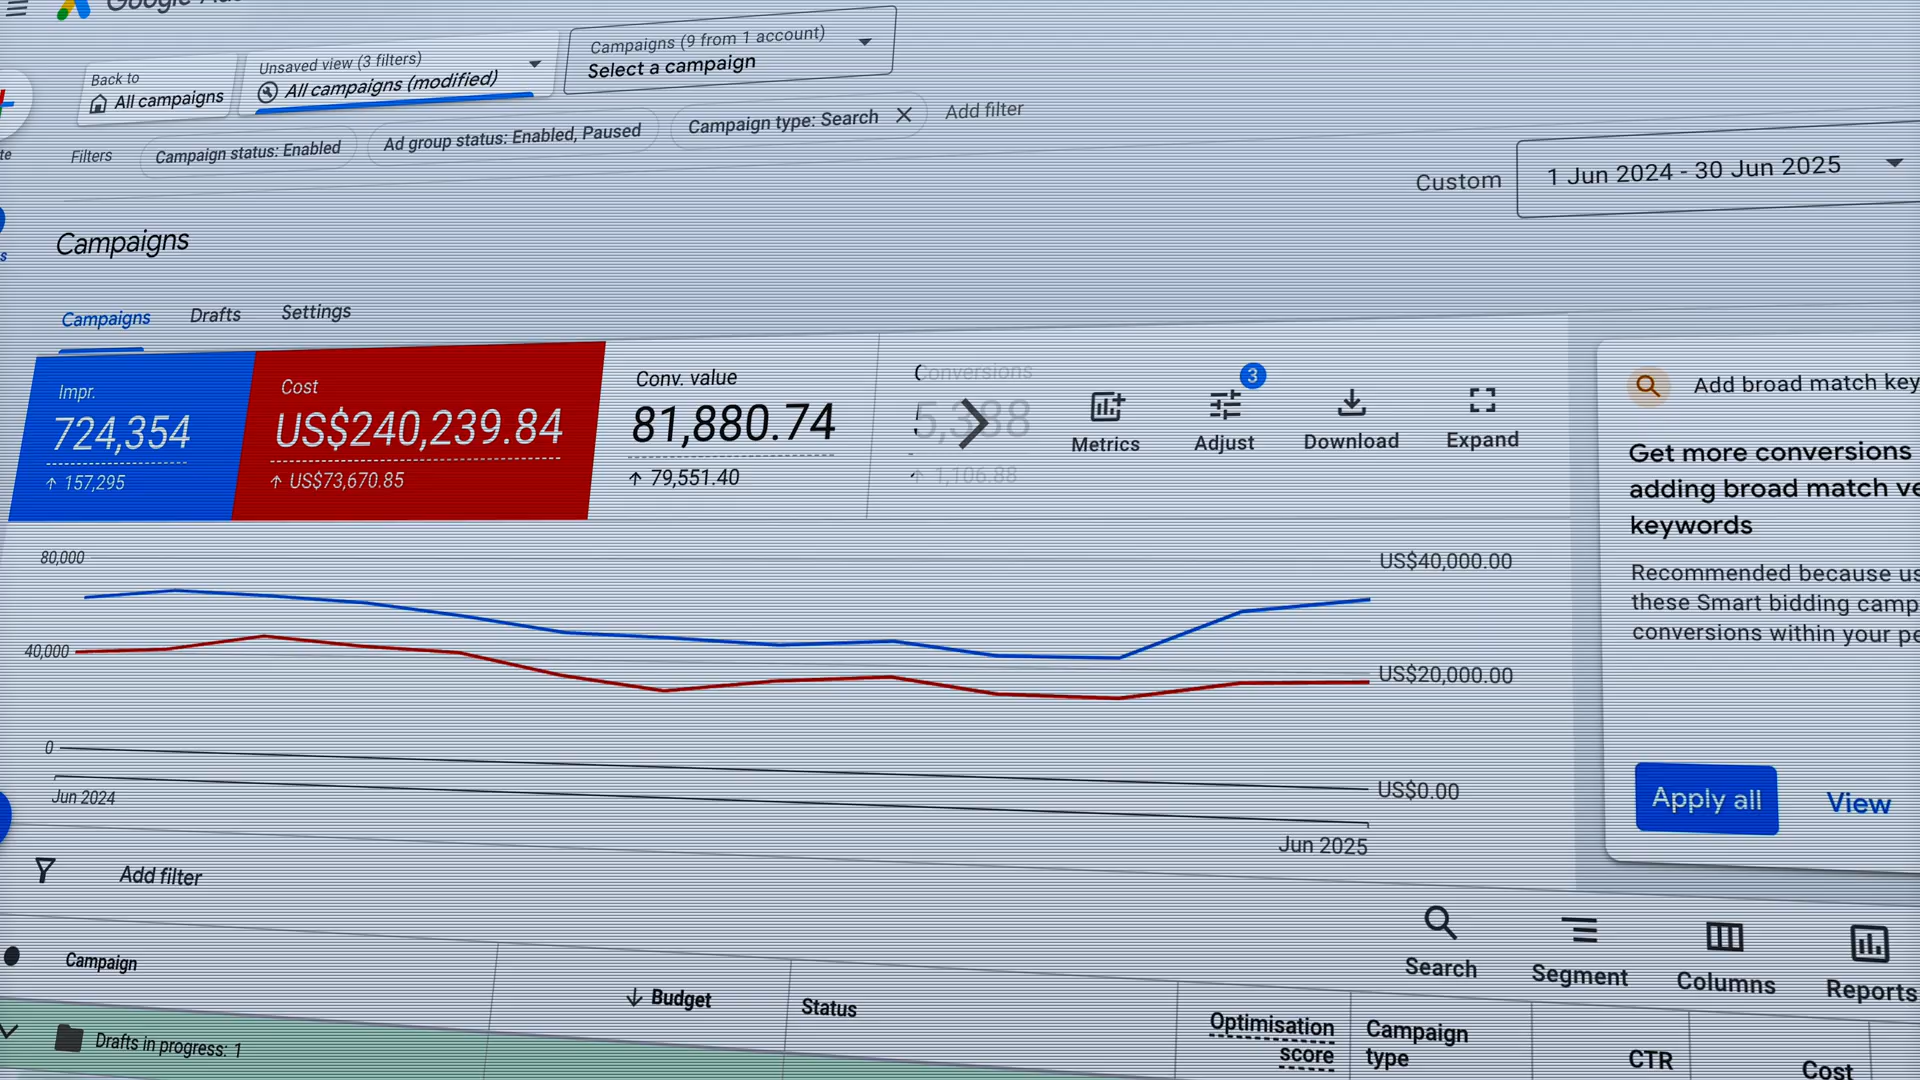 Back to
All campaigns
Unsaved view (3 filters)
All campaigns (modified)
Campaigns (9 from 1 account)
Select a campaign
Filters
Campaign status: Enabled
Ad group status: Enabled, Paused
Campaign type: Search
Add filter
Custom
1 Jun 2024 - 30 Jun 2025
Campaigns
Campaigns
Drafts
Settings
Impr.
724,354
↑ 157,295
Cost
US$240,239.84
↑ US$73,670.85
Conv. value
81,880.74
↑ 79,551.40
Conversions
5,388
↑ 1,106.88
Metrics
3
Adjust
Download
Expand
Add broad match key
Get more conversions
adding broad match ve
keywords
Recommended because us
these Smart bidding camp
conversions within your pe
Apply all
View
80,000
40,000
0
US$40,000.00
US$20,000.00
US$0.00
Jun 2024
Jun 2025
Add filter
Search
Segment
Columns
Reports
Campaign
Budget
Status
Optimisation
score
Campaign
type
CTR
Cost
Drafts in progress: 1